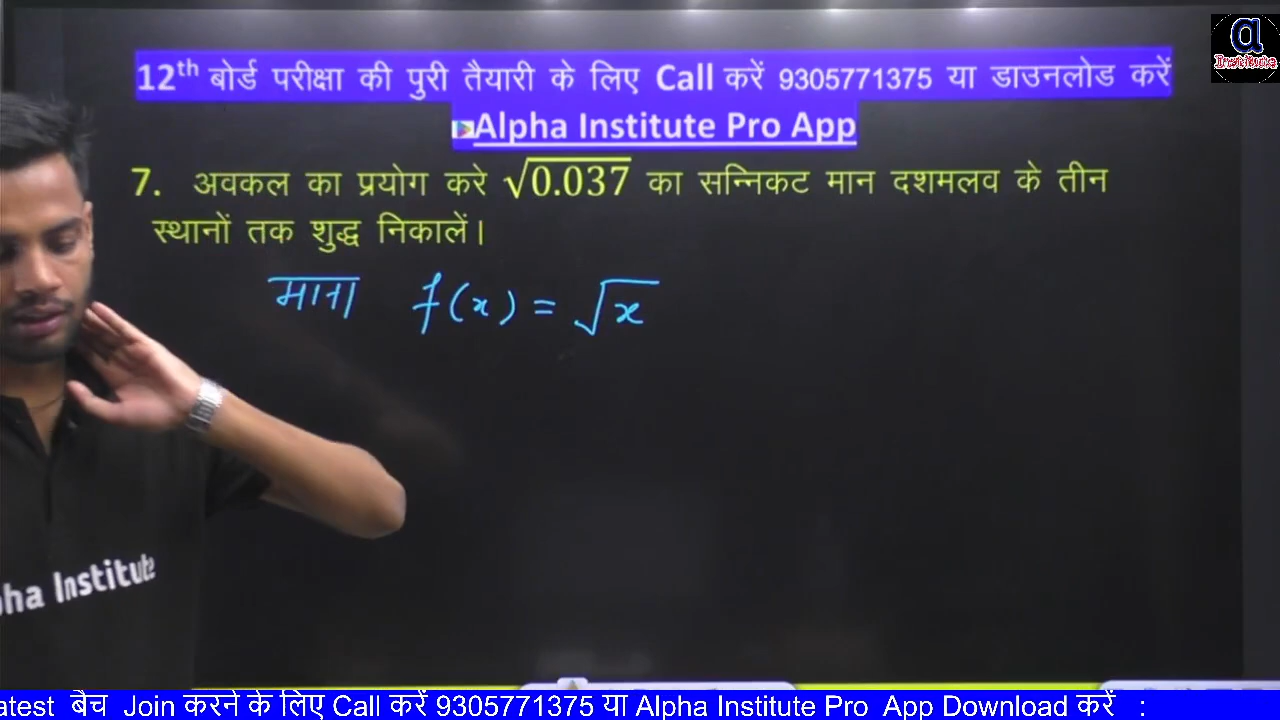 α
Institute
12th बोर्ड परीक्षा की पुरी तैयारी के लिए Call करें 9305771375 या डाउनलोड करें
Alpha Institute Pro App
7. अवकल का प्रयोग करे √0.037 का सन्निकट मान दशमलव के तीन
स्थानों तक शुद्ध निकालें।
माना f(x) = √x
pha Institute
atest बैच Join करने के लिए Call करें 9305771375 या Alpha Institute Pro App Download करें :